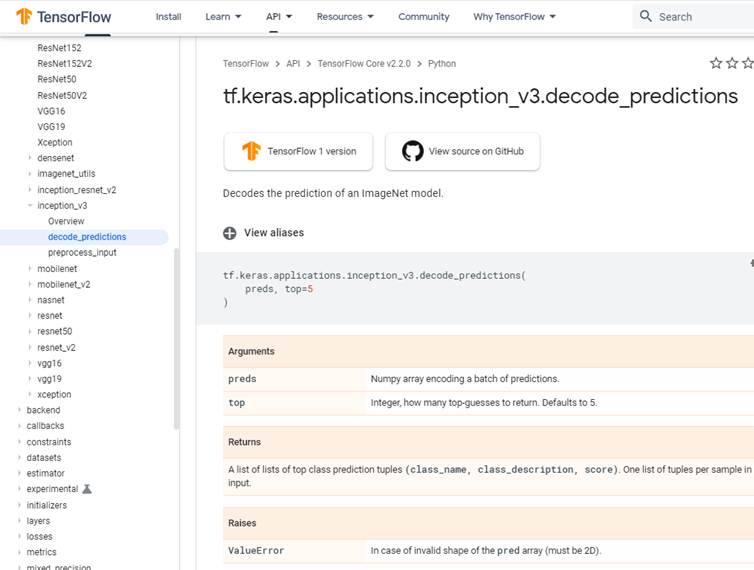 TensorFlow
Install
Learn
API
Resources
Community
Why TensorFlow
Search
ResNet152
ResNet152V2
ResNet50
ResNet50V2
VGG16
VGG19
Xception
densenet
imagenet_utils
inception_resnet_v2
inception_v3
Overview
decode_predictions
preprocess_input
mobilenet
mobilenet_v2
nasnet
resnet
resnet50
resnet_v2
vgg16
vgg19
xception
backend
callbacks
constraints
datasets
estimator
experimental
initializers
layers
losses
metrics
mixed_precision
TensorFlow > API > TensorFlow Core v2.2.0 > Python
tf.keras.applications.inception_v3.decode_predictions
TensorFlow 1 version
View source on GitHub
Decodes the prediction of an ImageNet model.
View aliases
tf.keras.applications.inception_v3.decode_predictions(
preds, top=5
)
Arguments
preds Numpy array encoding a batch of predictions.
top Integer, how many top-guesses to return. Defaults to 5.
Returns
A list of lists of top class prediction tuples (class_name, class_description, score). One list of tuples per sample in
input.
Raises
ValueError In case of invalid shape of the pred array (must be 2D).